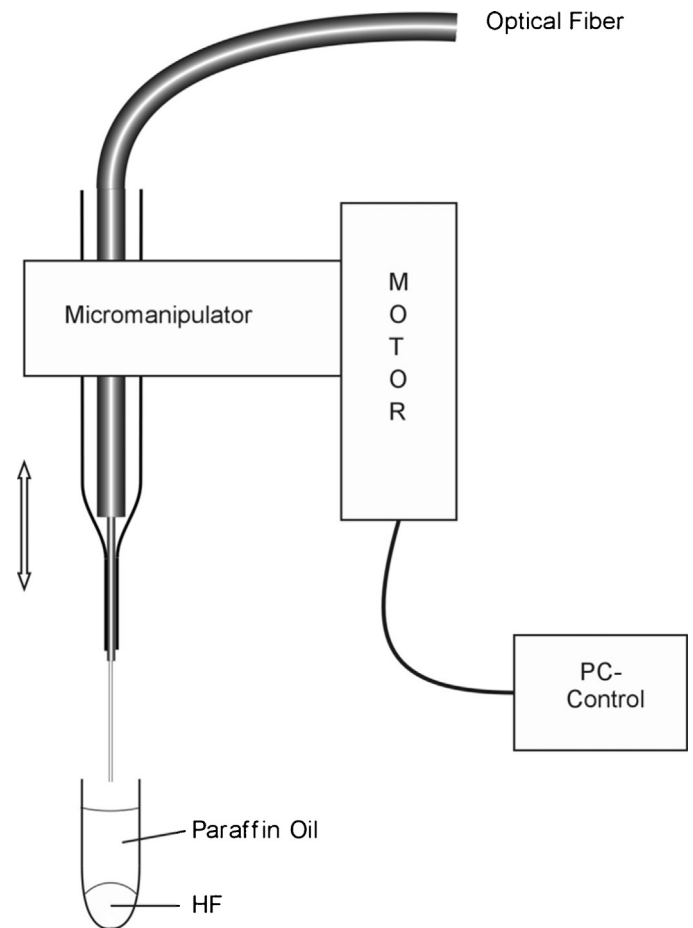 Optical Fiber
Micromanipulator
M
O
T
O
R
PC-
Control
Paraffin Oil
HF